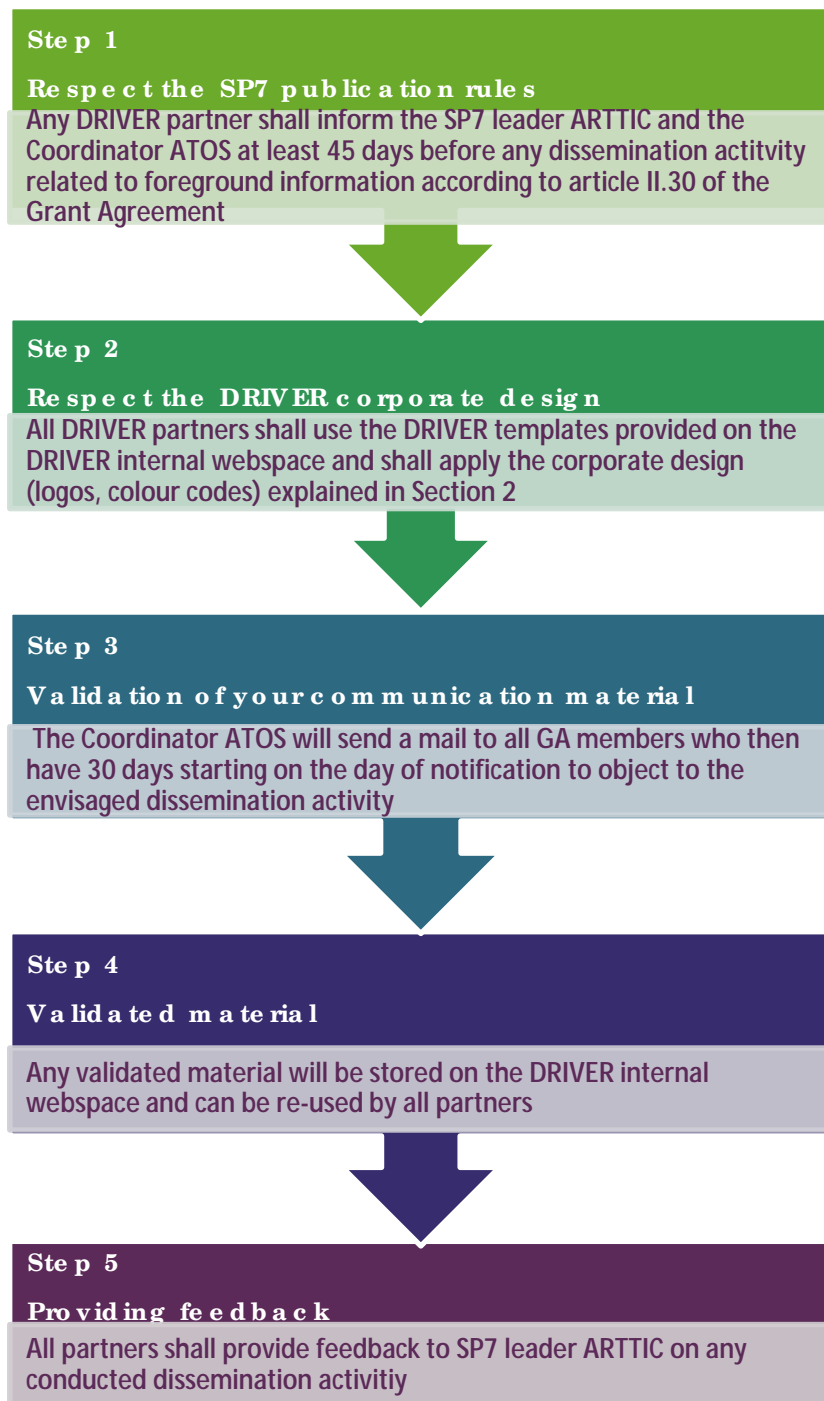 Step 1
Respect the SP7 publication rules
Any DRIVER partner shall inform the SP7 leader ARTTIC and the
Coordinator ATOS at least 45 days before any dissemination actitvity
related to foreground information according to article II.30 of the
Grant Agreement
Step 2
Respect the DRIVER corporate design
All DRIVER partners shall use the DRIVER templates provided on the
DRIVER internal webspace and shall apply the corporate design
(logos, colour codes) explained in Section 2
Step 3
Validation of your communication material
The Coordinator ATOS will send a mail to all GA members who then
have 30 days starting on the day of notification to object to the
envisaged dissemination activity
Step 4
Validated material
Any validated material will be stored on the DRIVER internal
webspace and can be re-used by all partners
Step 5
Providing feedback
All partners shall provide feedback to SP7 leader ARTTIC on any
conducted dissemination activitiy